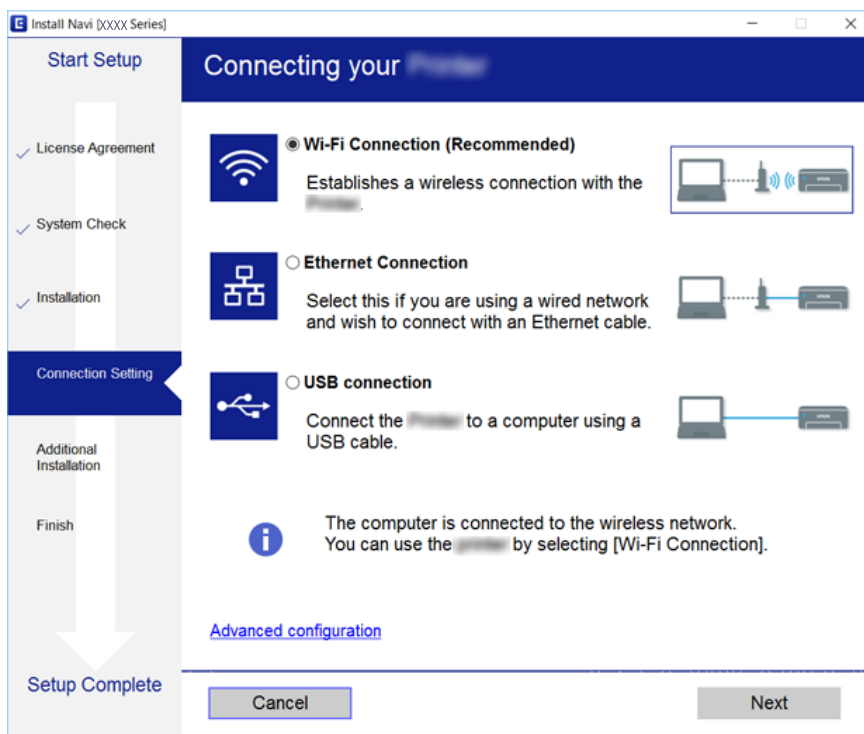 Install Navi [XXXX Series]
Start Setup
License Agreement
System Check
Installation
Connection Setting
Additional
Installation
Finish
Setup Complete
Connecting your
Wi-Fi Connection (Recommended)
Establishes a wireless connection with the
.
Ethernet Connection
Select this if you are using a wired network
and wish to connect with an Ethernet cable.
USB connection
Connect the to a computer using a
USB cable.
The computer is connected to the wireless network.
You can use the by selecting [Wi-Fi Connection].
Advanced configuration
Cancel
Next